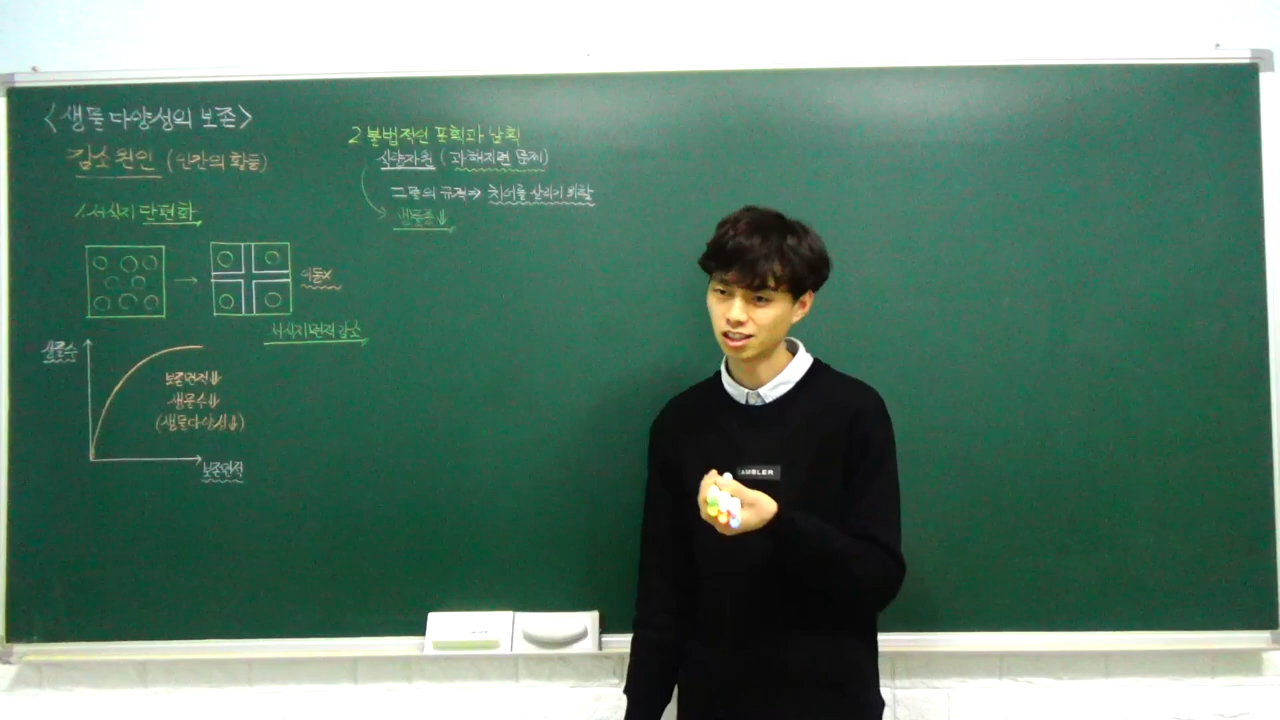 <생물 다양성의 보존>
감소 원인 (인간의 활동)
1. 서식지 단편화
이동x
서식지 면적 감소
생물수
보존면적⇓
생물수⇓
(생물다양성⇓)
보존면적
2 불법적인 포획과 남획
식량자원 (과 해지면 문제)
그물의 규격⇒ 치어를 살리기 위함
생물종⇓
AMBLER